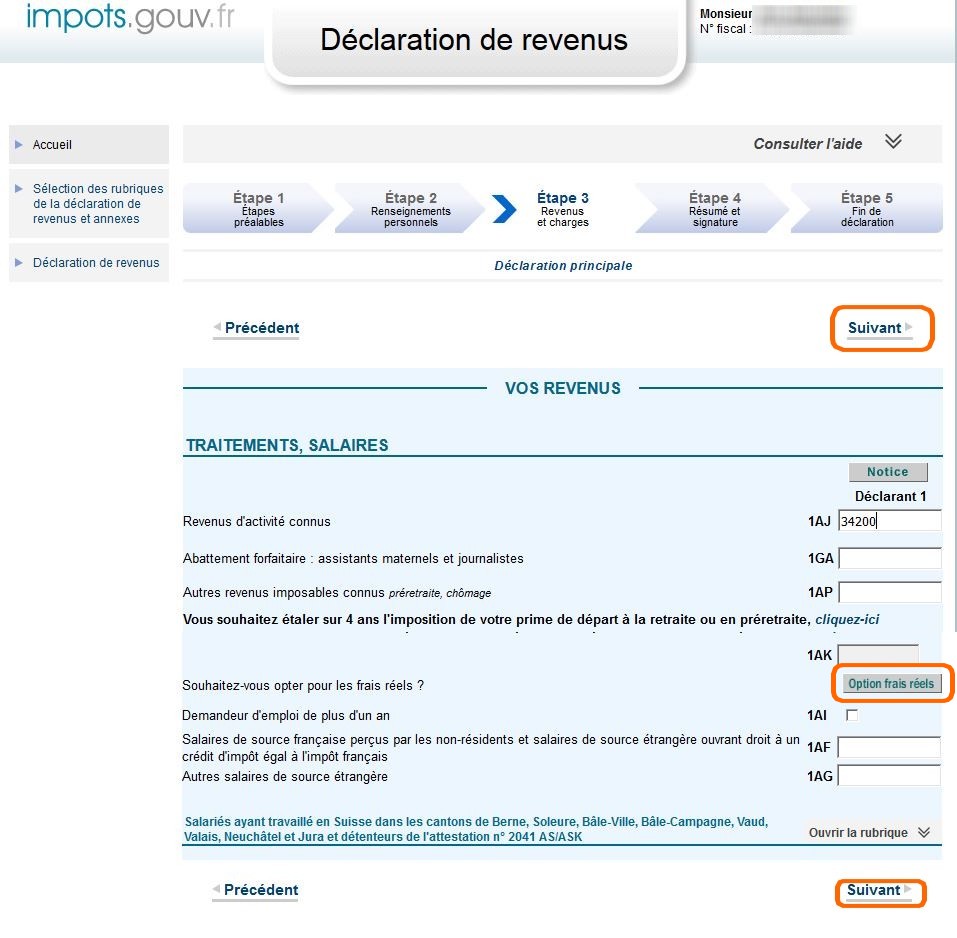 impots.gouv.fr
Déclaration de revenus
Monsieur
N° fiscal :
Accueil
Sélection des rubriques
de la déclaration de
revenus et annexes
Déclaration de revenus
Consulter l'aide
Étape 1
Étapes
préalables
Étape 2
Renseignements
personnels
Étape 3
Revenus
et charges
Étape 4
Résumé et
signature
Étape 5
Fin de
déclaration
Déclaration principale
Précédent
Suivant
VOS REVENUS
TRAITEMENTS, SALAIRES
Notice
Déclarant 1
Revenus d'activité connus 1AJ 34200
Abattement forfaitaire : assistants maternels et journalistes 1GA
Autres revenus imposables connus préretraite, chômage 1AP
Vous souhaitez étaler sur 4 ans l'imposition de votre prime de départ à la retraite ou en préretraite, cliquez-ici
1AK
Souhaitez-vous opter pour les frais réels ? Option frais réels
Demandeur d'emploi de plus d'un an 1AI
Salaires de source française perçus par les non-résidents et salaires de source étrangère ouvrant droit à un
crédit d'impôt égal à l'impôt français 1AF
Autres salaires de source étrangère 1AG
Salariés ayant travaillé en Suisse dans les cantons de Berne, Soleure, Bâle-Ville, Bâle-Campagne, Vaud,
Valais, Neuchâtel et Jura et détenteurs de l'attestation n° 2041 AS/ASK
Ouvrir la rubrique
Précédent
Suivant